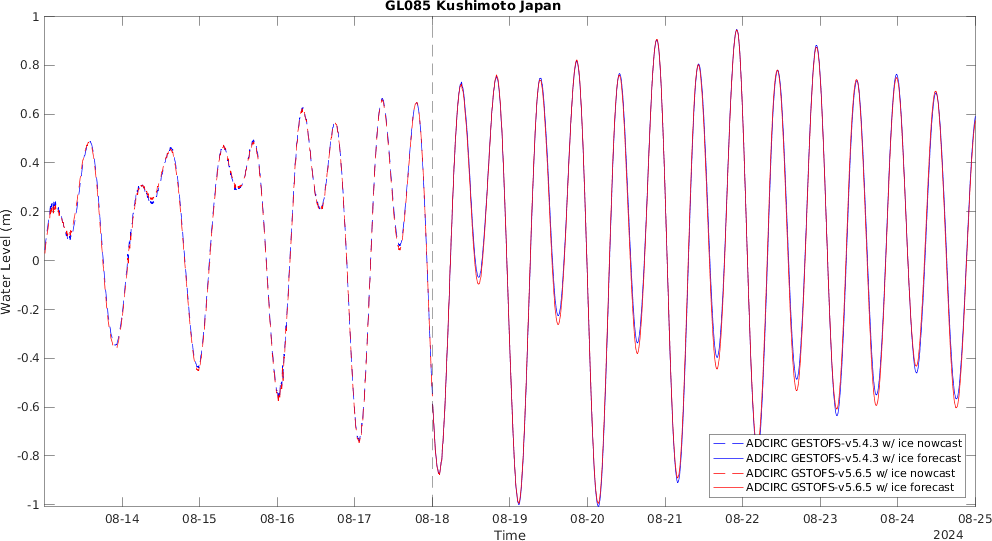 GL085 Kushimoto Japan
1
0.8
0.6
0.4
0.2
0
-0.2
-0.4
-0.6
-0.8
-1
Water Level (m)
08-14 08-15 08-16 08-17 08-18 08-19 08-20 08-21 08-22 08-23 08-24 08-25
Time
2024
ADCIRC GESTOFS-v5.4.3 w/ ice nowcast
ADCIRC GESTOFS-v5.4.3 w/ ice forecast
ADCIRC GSTOFS-v5.6.5 w/ ice nowcast
ADCIRC GSTOFS-v5.6.5 w/ ice forecast